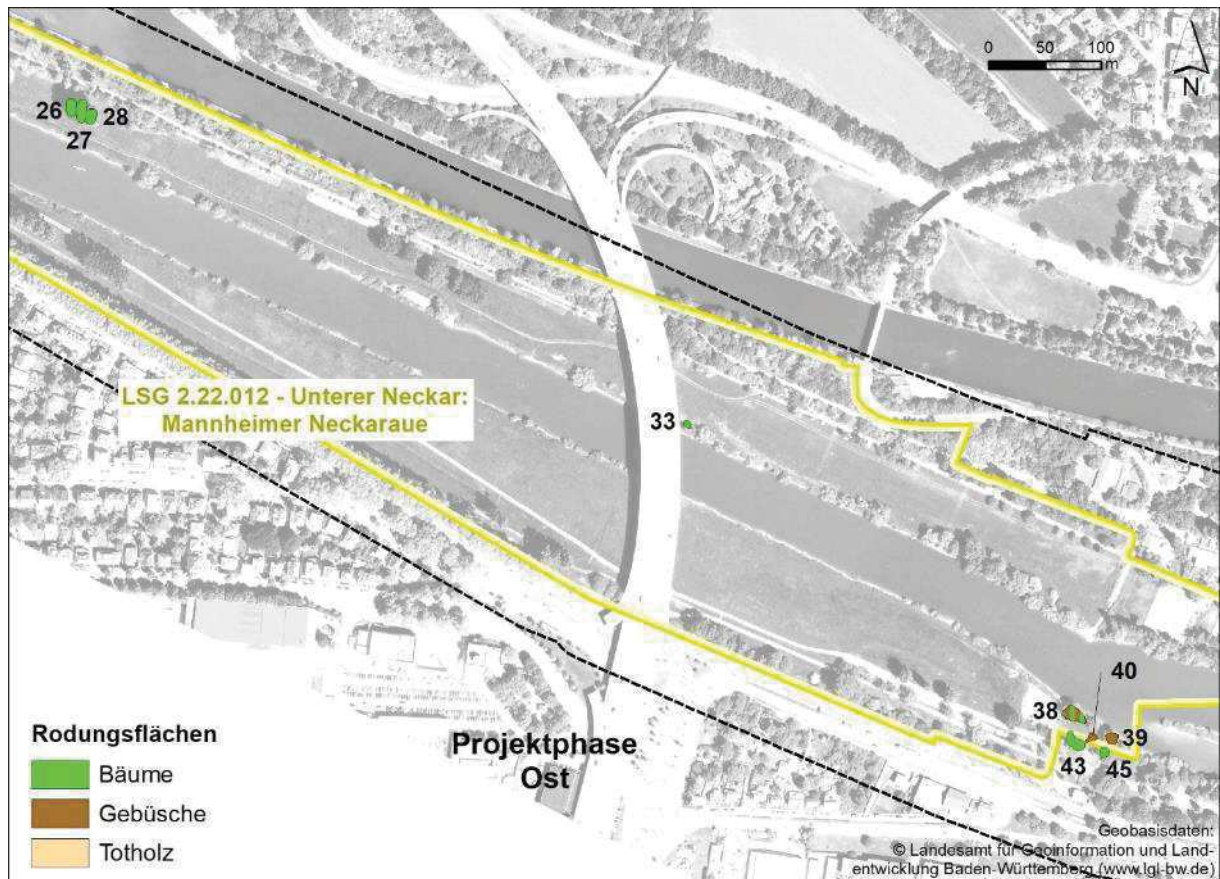 0 50 100
m
N
26
28
27
LSG 2.22.012 - Unterer Neckar:
Mannheimer Neckaraue
33
40
38
39
43
45
Projektphase
Ost
Rodungsflächen
Bäume
Gebüsche
Totholz
Geobasisdaten:
© Landesamt für Geoinformation und Land-
entwicklung Baden-Württemberg (www.lgl-bw.de)